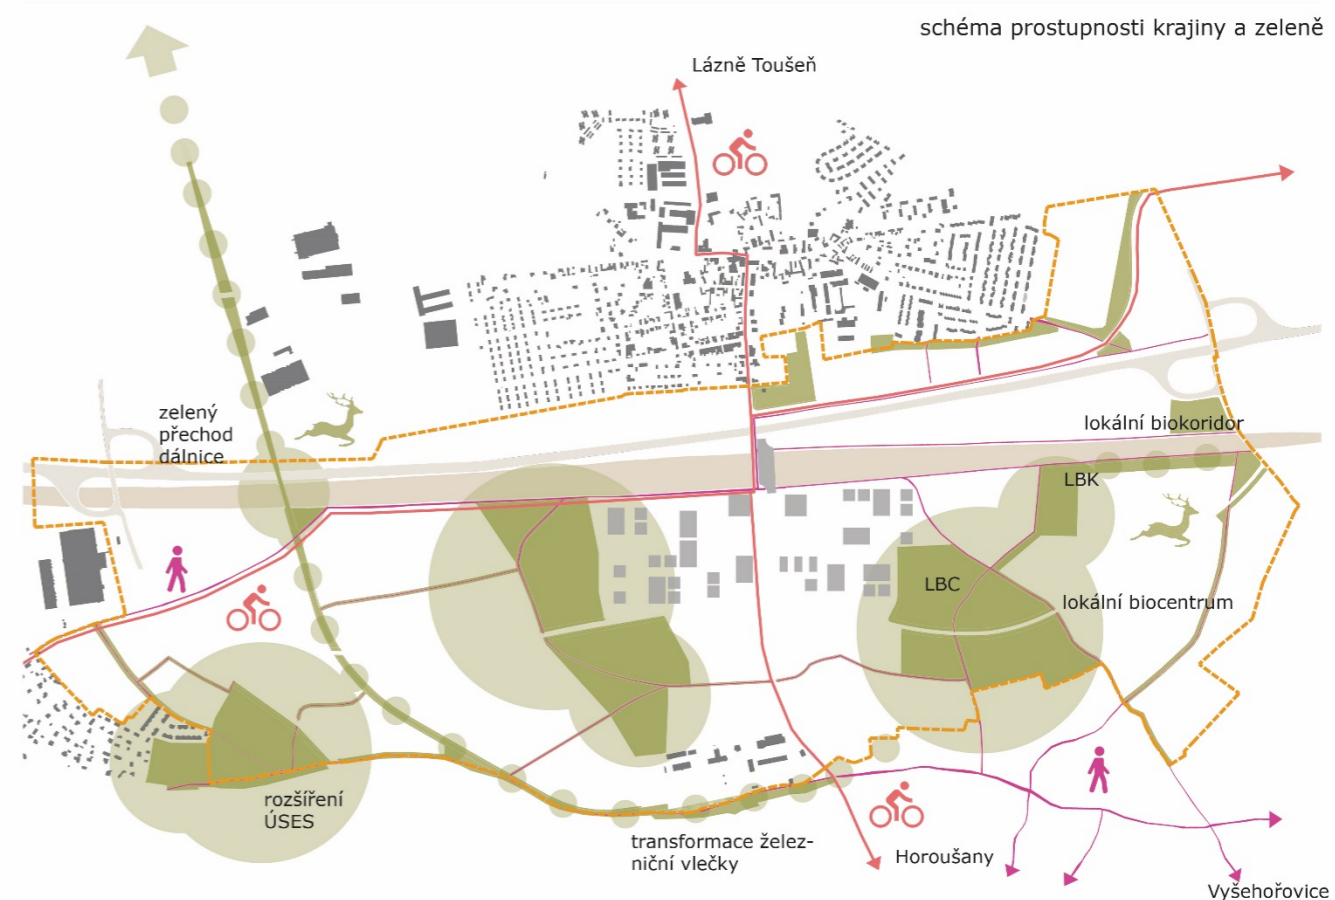 schéma prostupnosti krajiny a zeleně
Lázně Toušeň
zelený
přechod
dálnice
lokální biokoridor
LBK
LBC
lokální biocentrum
rozšíření
ÚSES
transformace želez-
niční vlečky
Horoušany
Vyšehořovice